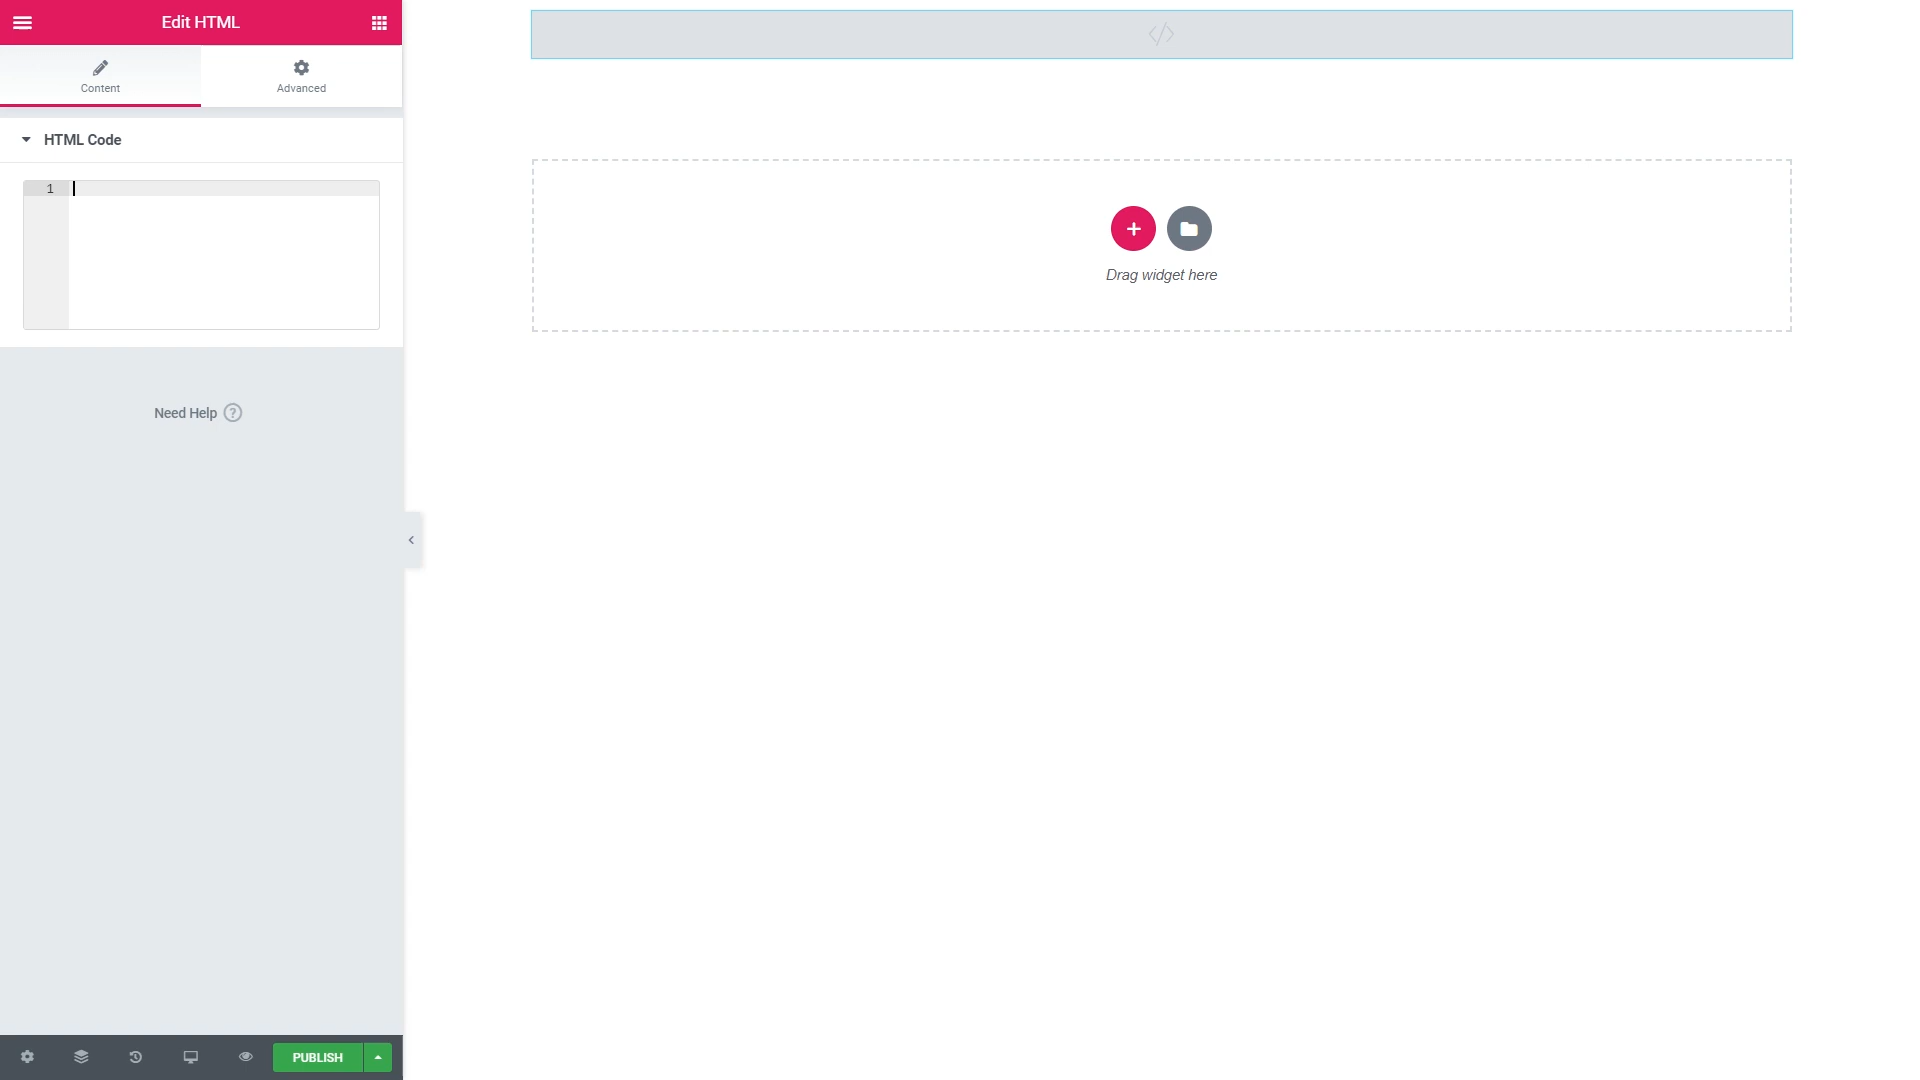 Edit HTML
Content
Advanced
HTML Code
1
Need Help ?
PUBLISH
</>
Drag widget here